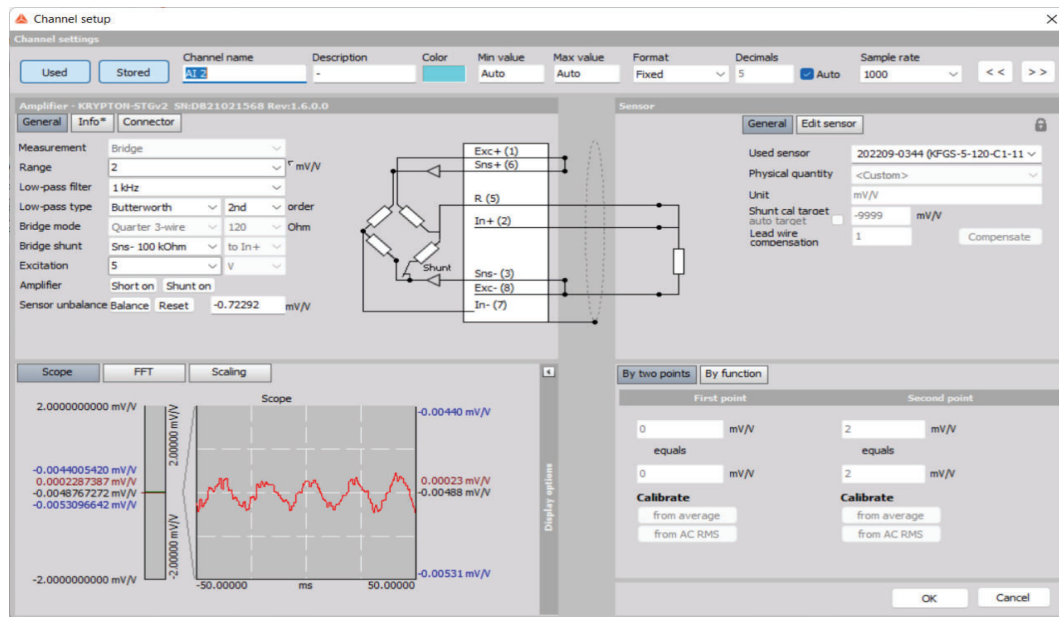 Channel setup
Channel settings
Used
Stored
Channel name
AI 2
Description
-
Color
Min value
Auto
Max value
Auto
Format
Fixed
Decimals
5
Auto
Sample rate
1000
<<
>>
Amplifier - KRYPTON-STGv2 SN:DB21021568 Rev:1.6.0.0
General Info* Connector
Measurement Bridge
Range 2 mV/V
Low-pass filter 1 kHz
Low-pass type Butterworth 2nd order
Bridge mode Quarter 3-wire 120 Ohm
Bridge shunt Sns- 100 kOhm to In+
Excitation 5 V
Amplifier Short on Shunt on
Sensor unbalance Balance Reset -0.72292 mV/V
Exc+ (1)
Sns+ (6)
R (5)
In+ (2)
Shunt
Sns- (3)
Exc- (8)
In- (7)
Sensor
General Edit sensor
Used sensor 202209-0344 (KFGS-5-120-C1-11
Physical quantity <Custom>
Unit mV/V
Shunt cal target -9999 mV/V
auto target
Lead wire
compensation 1 Compensate
Scope FFT Scaling
Scope
2.0000000000 mV/V
-0.0044005420 mV/V
0.0002287387 mV/V
-0.0048767272 mV/V
-0.0053096642 mV/V
-2.0000000000 mV/V
2.00000 mV/V
-2.00000 mV/V
-0.00440 mV/V
0.00023 mV/V
-0.00488 mV/V
-0.00531 mV/V
-50.00000 ms 50.00000
Display options
By two points By function
First point Second point
0 mV/V 2 mV/V
equals equals
0 mV/V 2 mV/V
Calibrate Calibrate
from average from average
from AC RMS from AC RMS
OK Cancel